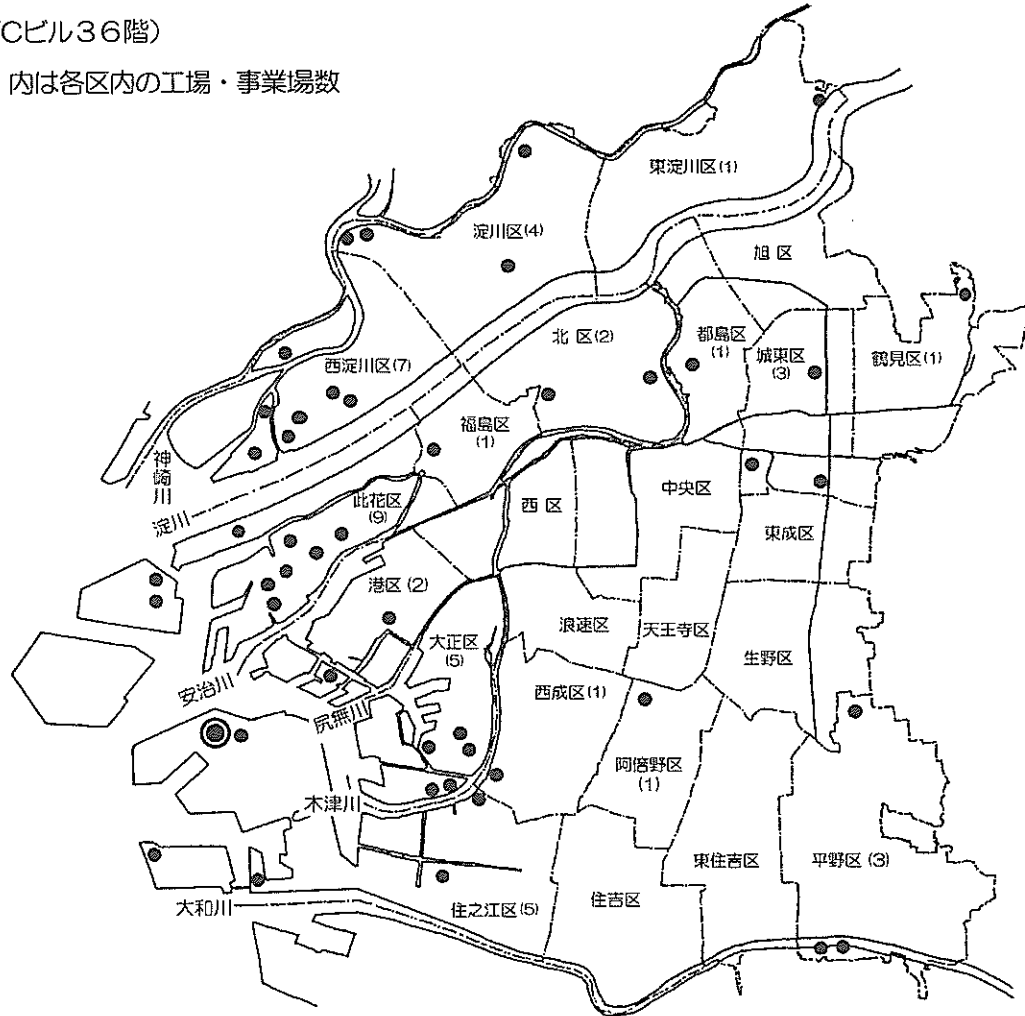 Cビル36階）
内は各区内の工場・事業場数
東淀川区(1)
淀川区(4)
旭 区
北 区(2)
都島区
(1)
城東区
(3)
鶴見区(1)
西淀川区(7)
福島区
(1)
神崎川
淀川
此花区
(9)
西 区
中央区
東成区
港区(2)
大正区
(5)
浪速区
天王寺区
生野区
安治川
尻無川
西成区(1)
阿倍野区
(1)
木津川
東住吉区
平野区(3)
大和川
住之江区(5)
住吉区